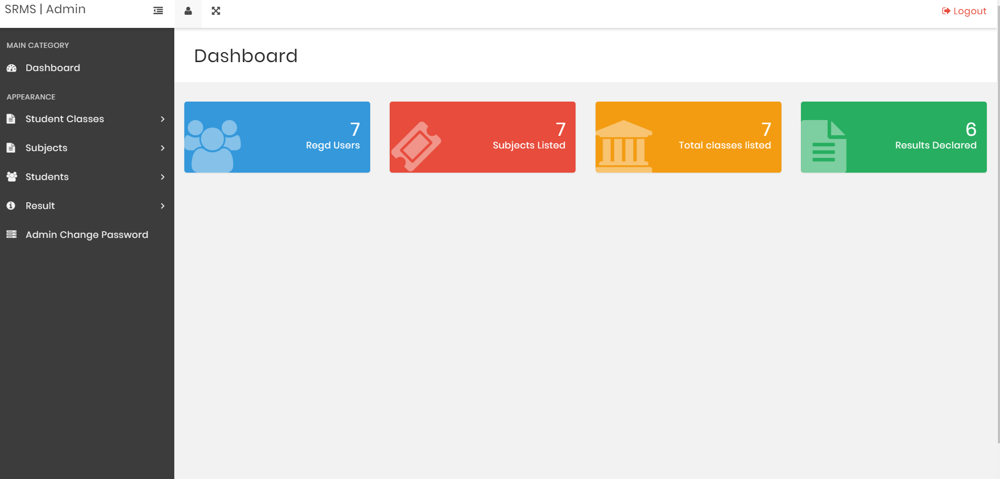 SRMS | Admin
Logout
MAIN CATEGORY
Dashboard
APPEARANCE
Student Classes
Subjects
Students
Result
Admin Change Password
Dashboard
7
Regd Users
7
Subjects Listed
7
Total classes listed
6
Results Declared